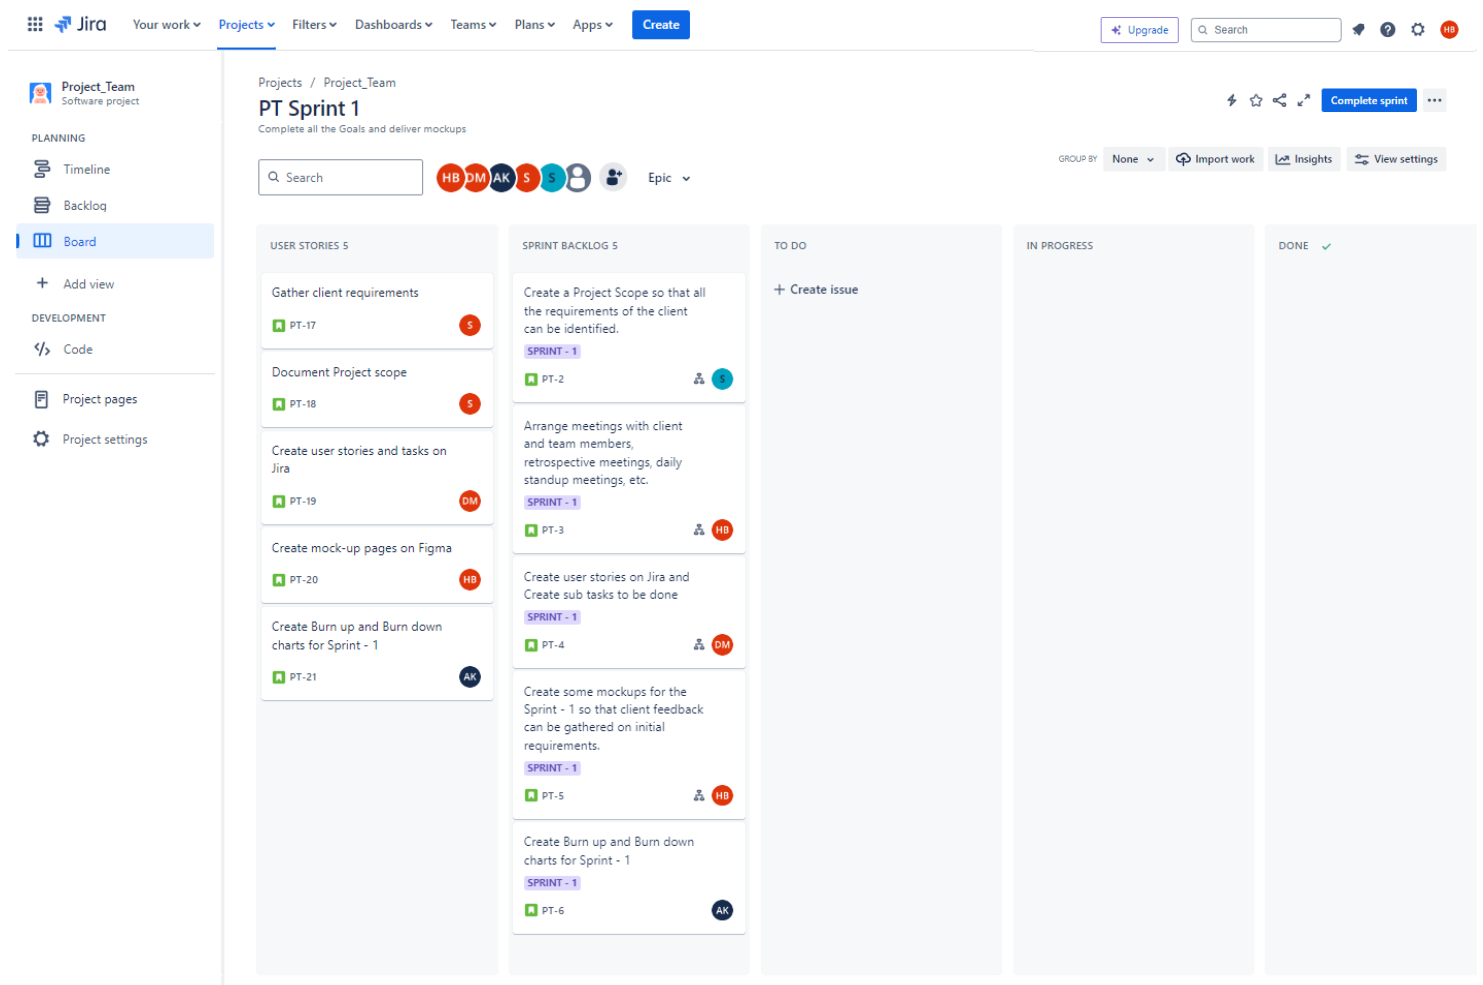 Jira
Your work
Projects
Filters
Dashboards
Teams
Plans
Apps
Create
Upgrade
Search
HB
Project_Team
Software project
PLANNING
Timeline
Backlog
Board
Add view
DEVELOPMENT
Code
Project pages
Project settings
Projects / Project_Team
PT Sprint 1
Complete all the Goals and deliver mockups
Complete sprint
Search
HB DM AK S S
Epic
GROUP BY
None
Import work
Insights
View settings
USER STORIES 5
Gather client requirements
PT-17
S
Document Project scope
PT-18
S
Create user stories and tasks on
Jira
PT-19
DM
Create mock-up pages on Figma
PT-20
HB
Create Burn up and Burn down
charts for Sprint - 1
PT-21
AK
SPRINT BACKLOG 5
Create a Project Scope so that all
the requirements of the client
can be identified.
SPRINT - 1
PT-2
S
Arrange meetings with client
and team members,
retrospective meetings, daily
standup meetings, etc.
SPRINT - 1
PT-3
HB
Create user stories on Jira and
Create sub tasks to be done
SPRINT - 1
PT-4
DM
Create some mockups for the
Sprint - 1 so that client feedback
can be gathered on initial
requirements.
SPRINT - 1
PT-5
HB
Create Burn up and Burn down
charts for Sprint - 1
SPRINT - 1
PT-6
AK
TO DO
+ Create issue
IN PROGRESS
DONE